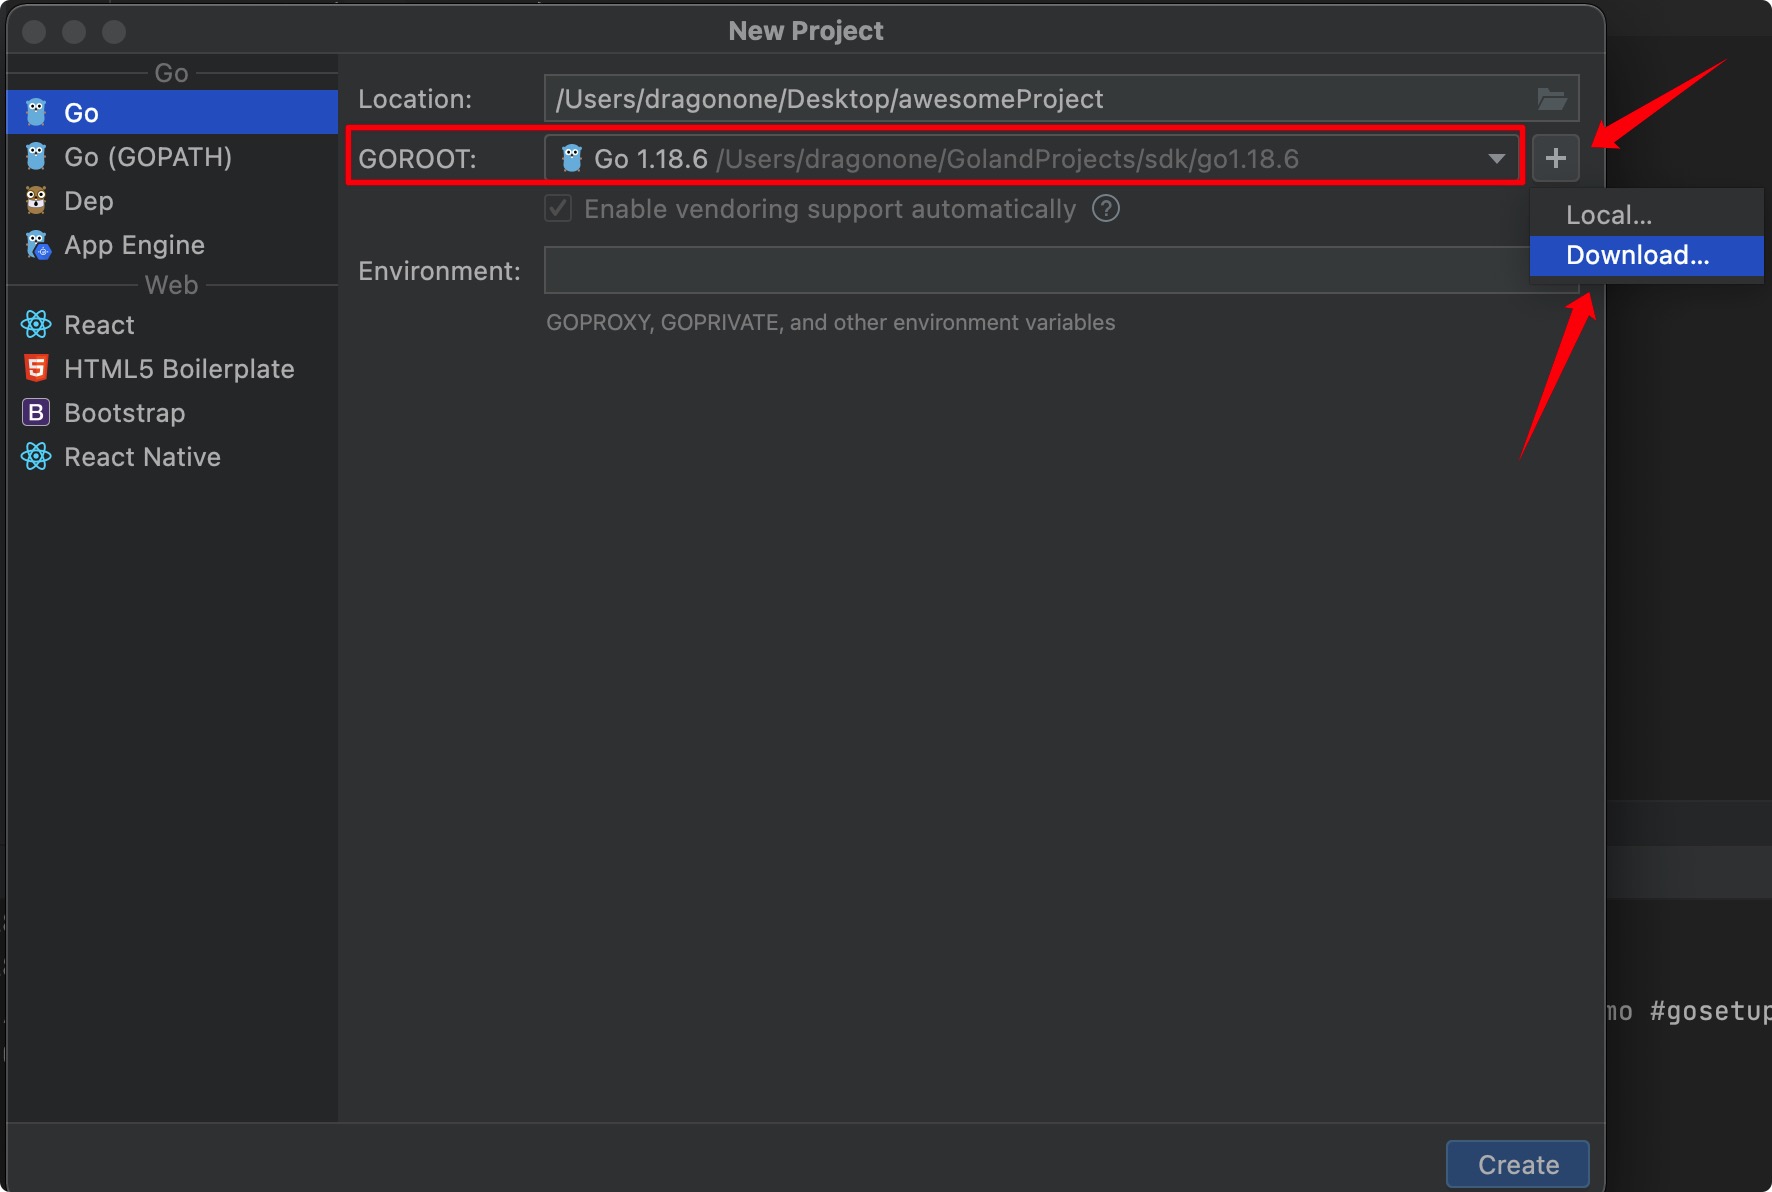 New Project
Go
Go
Go (GOPATH)
Dep
App Engine
Web
React
HTML5 Boilerplate
Bootstrap
React Native
Location:
/Users/dragonone/Desktop/awesomeProject
GOROOT:
Go 1.18.6 /Users/dragonone/GolandProjects/sdk/go1.18.6
Enable vendoring support automatically
Environment:
GOPROXY, GOPRIVATE, and other environment variables
Local...
Download...
#gosetup
Create